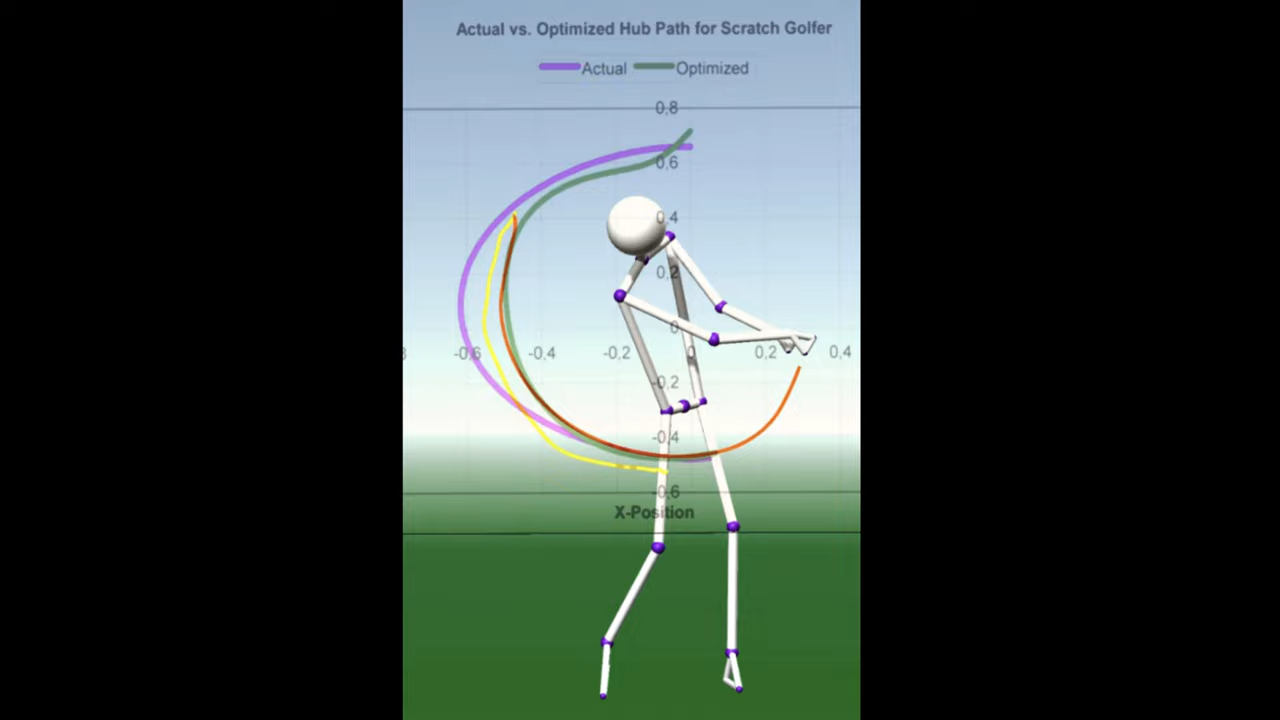 Actual vs. Optimized Hub Path for Scratch Golfer
Actual Optimized
0,8
0,6
0,4
0,2
0
-0,6 -0,4 -0,2 0 0,2 0,4
-0,2
-0,4
-0,6
X-Position